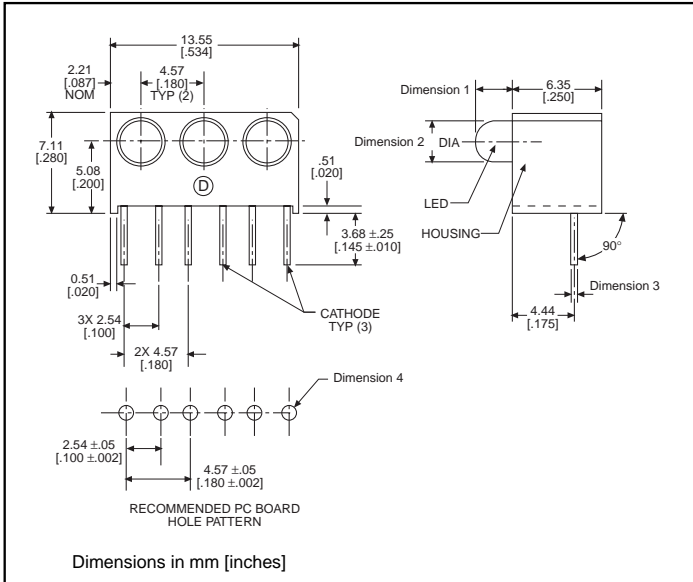 13.55
[.534]
2.21
[.087]
NOM
4.57
[.180]
TYP (2)
7.11
[.280]
5.08
[.200]
D
.51
[.020]
3.68 ±.25
[.145 ±.010]
0.51
[.020]
3X 2.54
[.100]
2X 4.57
[.180]
CATHODE
TYP (3)
Dimension 1
6.35
[.250]
Dimension 2
DIA
LED
HOUSING
90°
Dimension 3
4.44
[.175]
Dimension 4
2.54 ±.05
[.100 ±.002]
4.57 ±.05
[.180 ±.002]
RECOMMENDED PC BOARD
HOLE PATTERN
Dimensions in mm [inches]